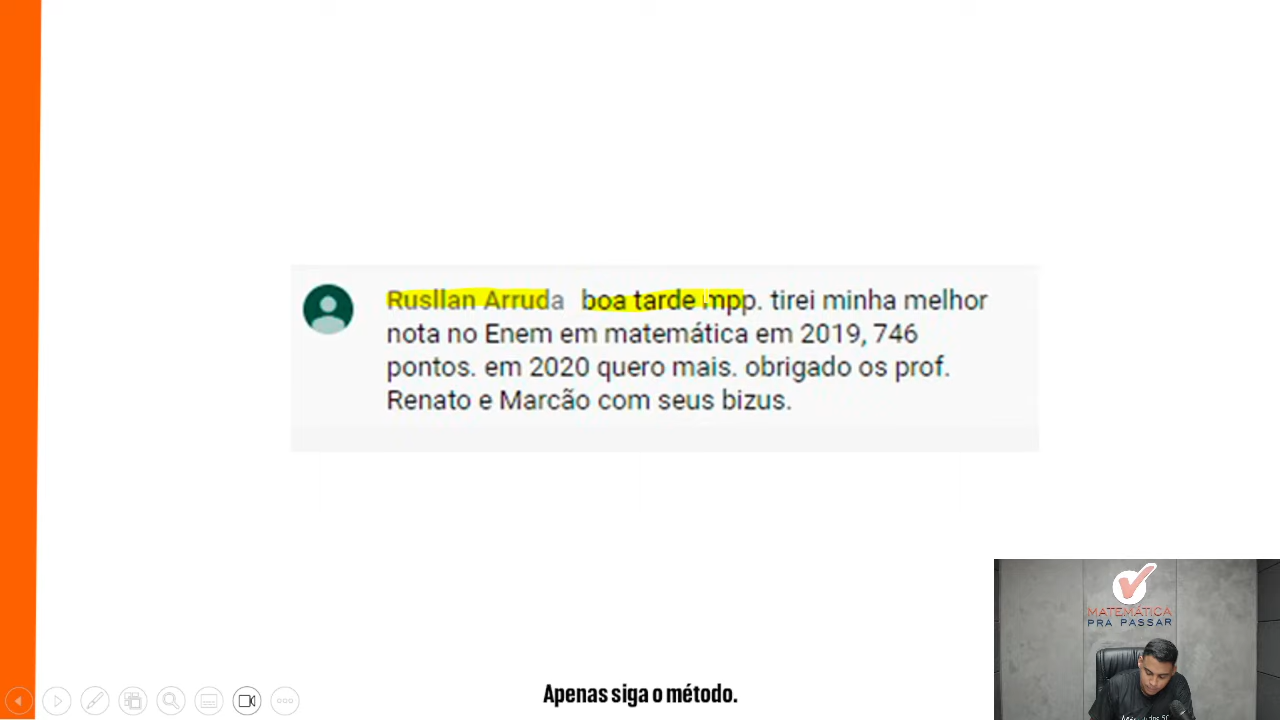 Rusllan Arruda boa tarde mpp. tirei minha melhor
nota no Enem em matemática em 2019, 746
pontos. em 2020 quero mais. obrigado os prof.
Renato e Marcão com seus bizus.
MATEMÁTICA
PRA PASSAR
Apenas siga o método.